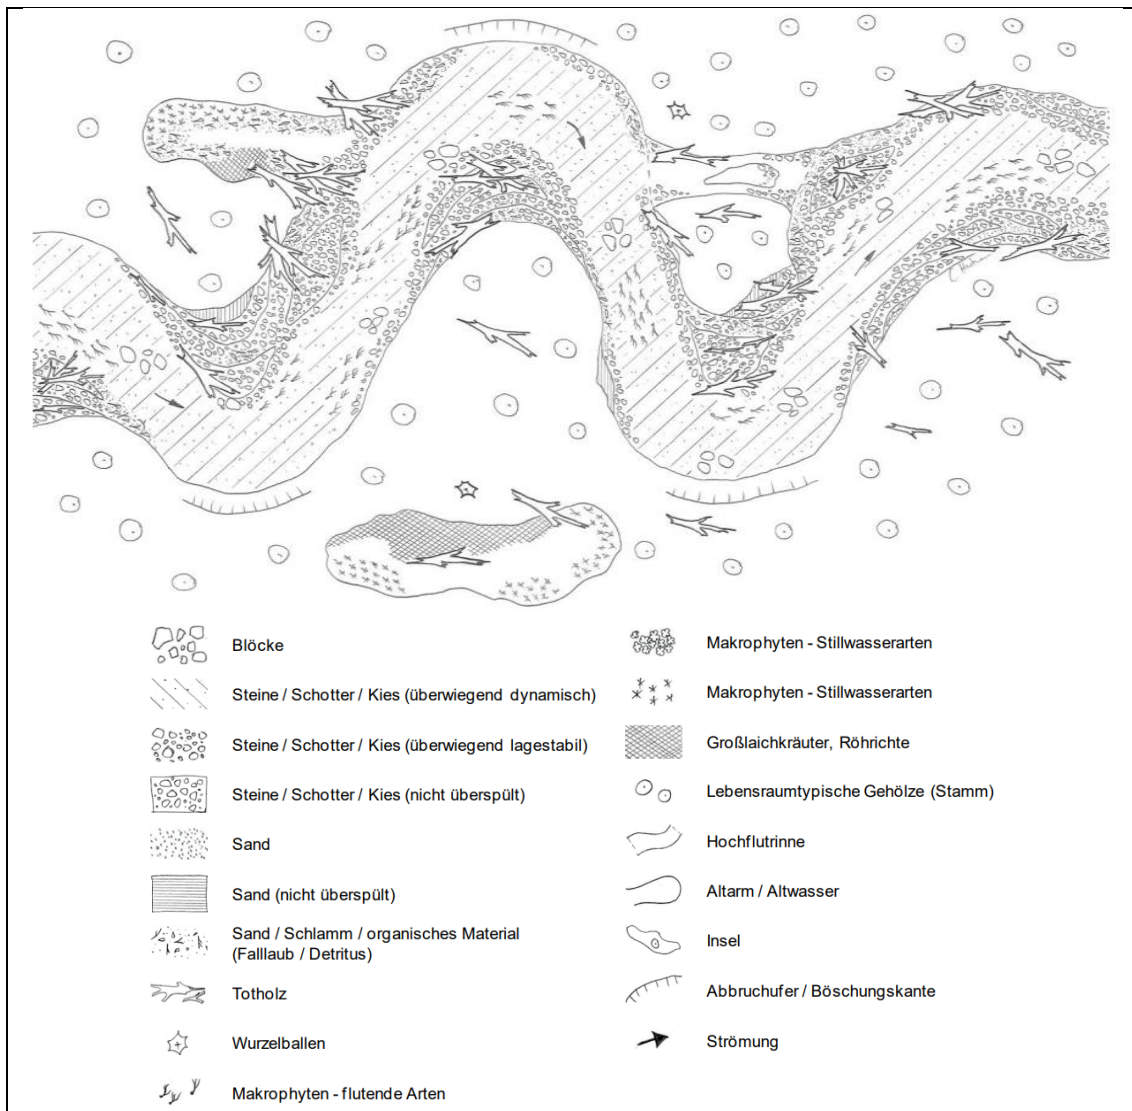 Blöcke
Steine / Schotter / Kies (überwiegend dynamisch)
Steine / Schotter / Kies (überwiegend lagestabil)
Steine / Schotter / Kies (nicht überspült)
Sand
Sand (nicht überspült)
Sand / Schlamm / organisches Material
(Falllaub / Detritus)
Totholz
Wurzelballen
Makrophyten - flutende Arten
Makrophyten - Stillwasserarten
Makrophyten - Stillwasserarten
Großlaichkräuter, Röhrichte
Lebensraumtypische Gehölze (Stamm)
Hochflutrinne
Altarm / Altwasser
Insel
Abbruchufer / Böschungskante
Strömung